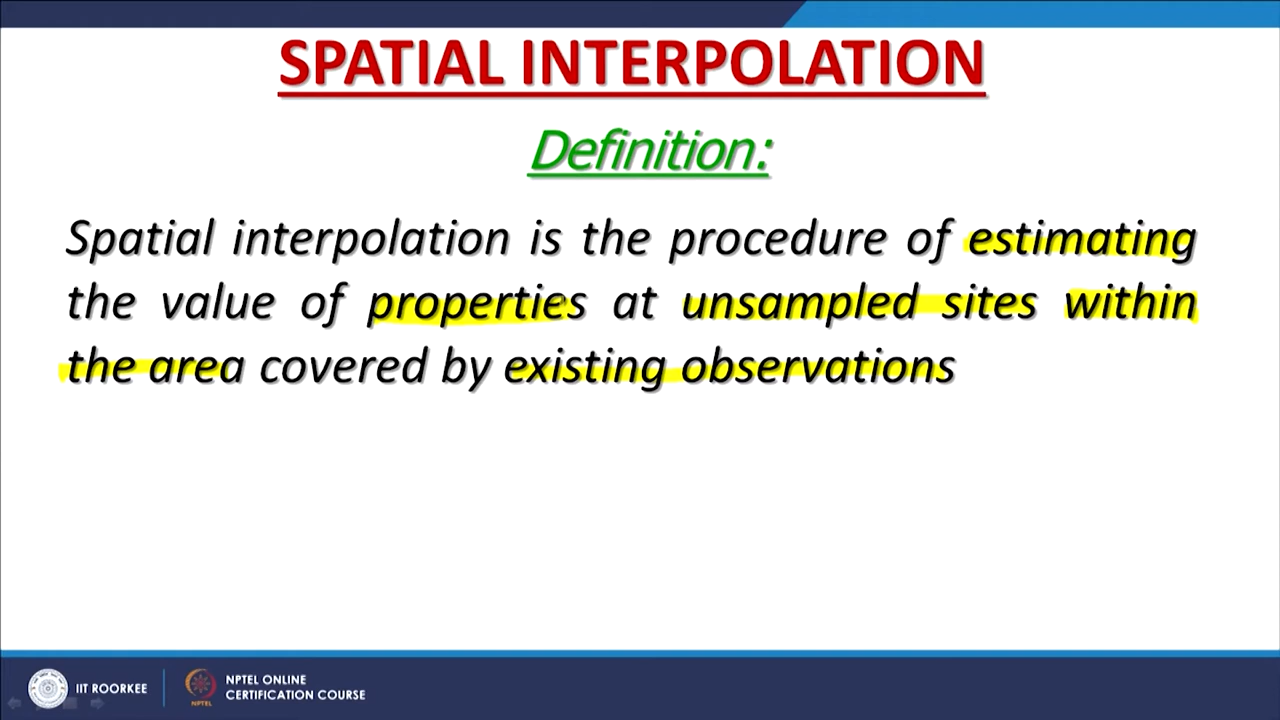 SPATIAL INTERPOLATION
Definition:
Spatial interpolation is the procedure of estimating
the value of properties at unsampled sites within
the area covered by existing observations
IIT ROORKEE
NPTEL
NPTEL ONLINE
CERTIFICATION COURSE